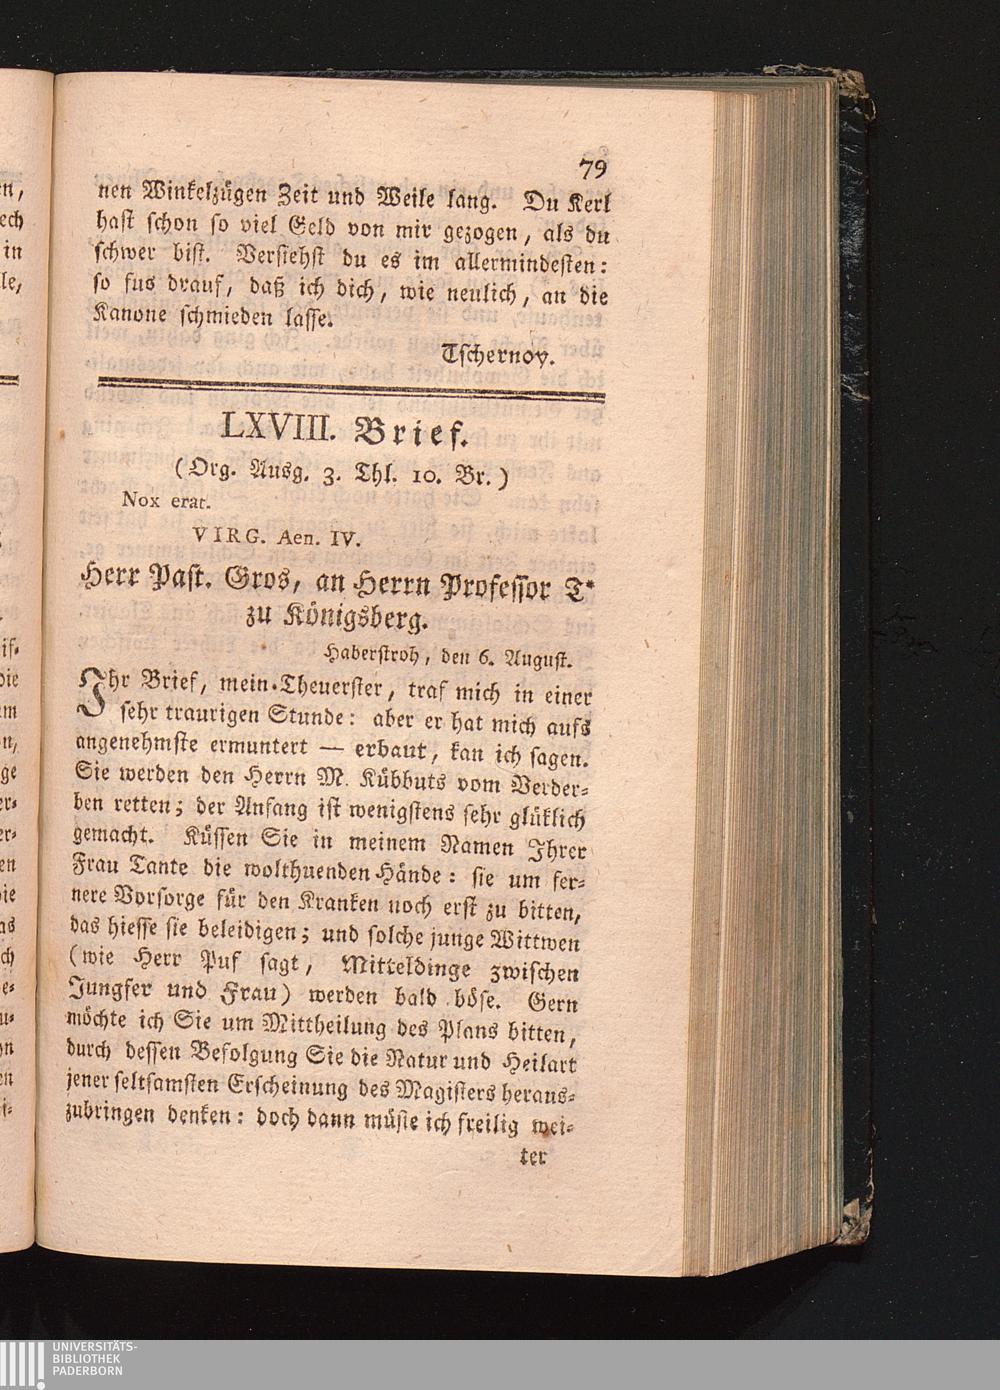 79
nen Winkelzügen Zeit und Weile lang. Du Kerl
hast schon so viel Geld von mir gezogen, als du
schwer bist. Verstehst du es im allermindesten:
so fus drauf, daß ich dich, wie neulich, an die
Kanone schmieden lasse.
Tschernoy.
LXVIII. Brief.
(Org. Ausg. 3. Thl. 10. Br.)
Nox erat.
VIRG. Aen. IV.
Herr Past. Gros, an Herrn Professor T*
zu Königsberg.
Haberstroh, den 6. August.
Ihr Brief, mein Theuerster, traf mich in einer
sehr traurigen Stunde: aber er hat mich aufs
angenehmste ermuntert — erbaut, kan ich sagen.
Sie werden den Herrn M. Kübbuts vom Verder-
ben retten; der Anfang ist wenigstens sehr glüklich
gemacht. Küssen Sie in meinem Namen Ihrer
Frau Tante die wolthuenden Hände: sie um fer-
nere Vorsorge für den Kranken noch erst zu bitten,
das hiesse sie beleidigen; und solche junge Wittwen
(wie Herr Puf sagt, Mitteldinge zwischen
Jungfer und Frau) werden bald böse. Gern
möchte ich Sie um Mittheilung des Plans bitten,
durch dessen Befolgung Sie die Natur und Heilart
jener seltsamsten Erscheinung des Magisters heraus-
zubringen denken: doch dann müste ich freilig wei-
ter
UNIVERSITÄTS-
BIBLIOTHEK
PADERBORN